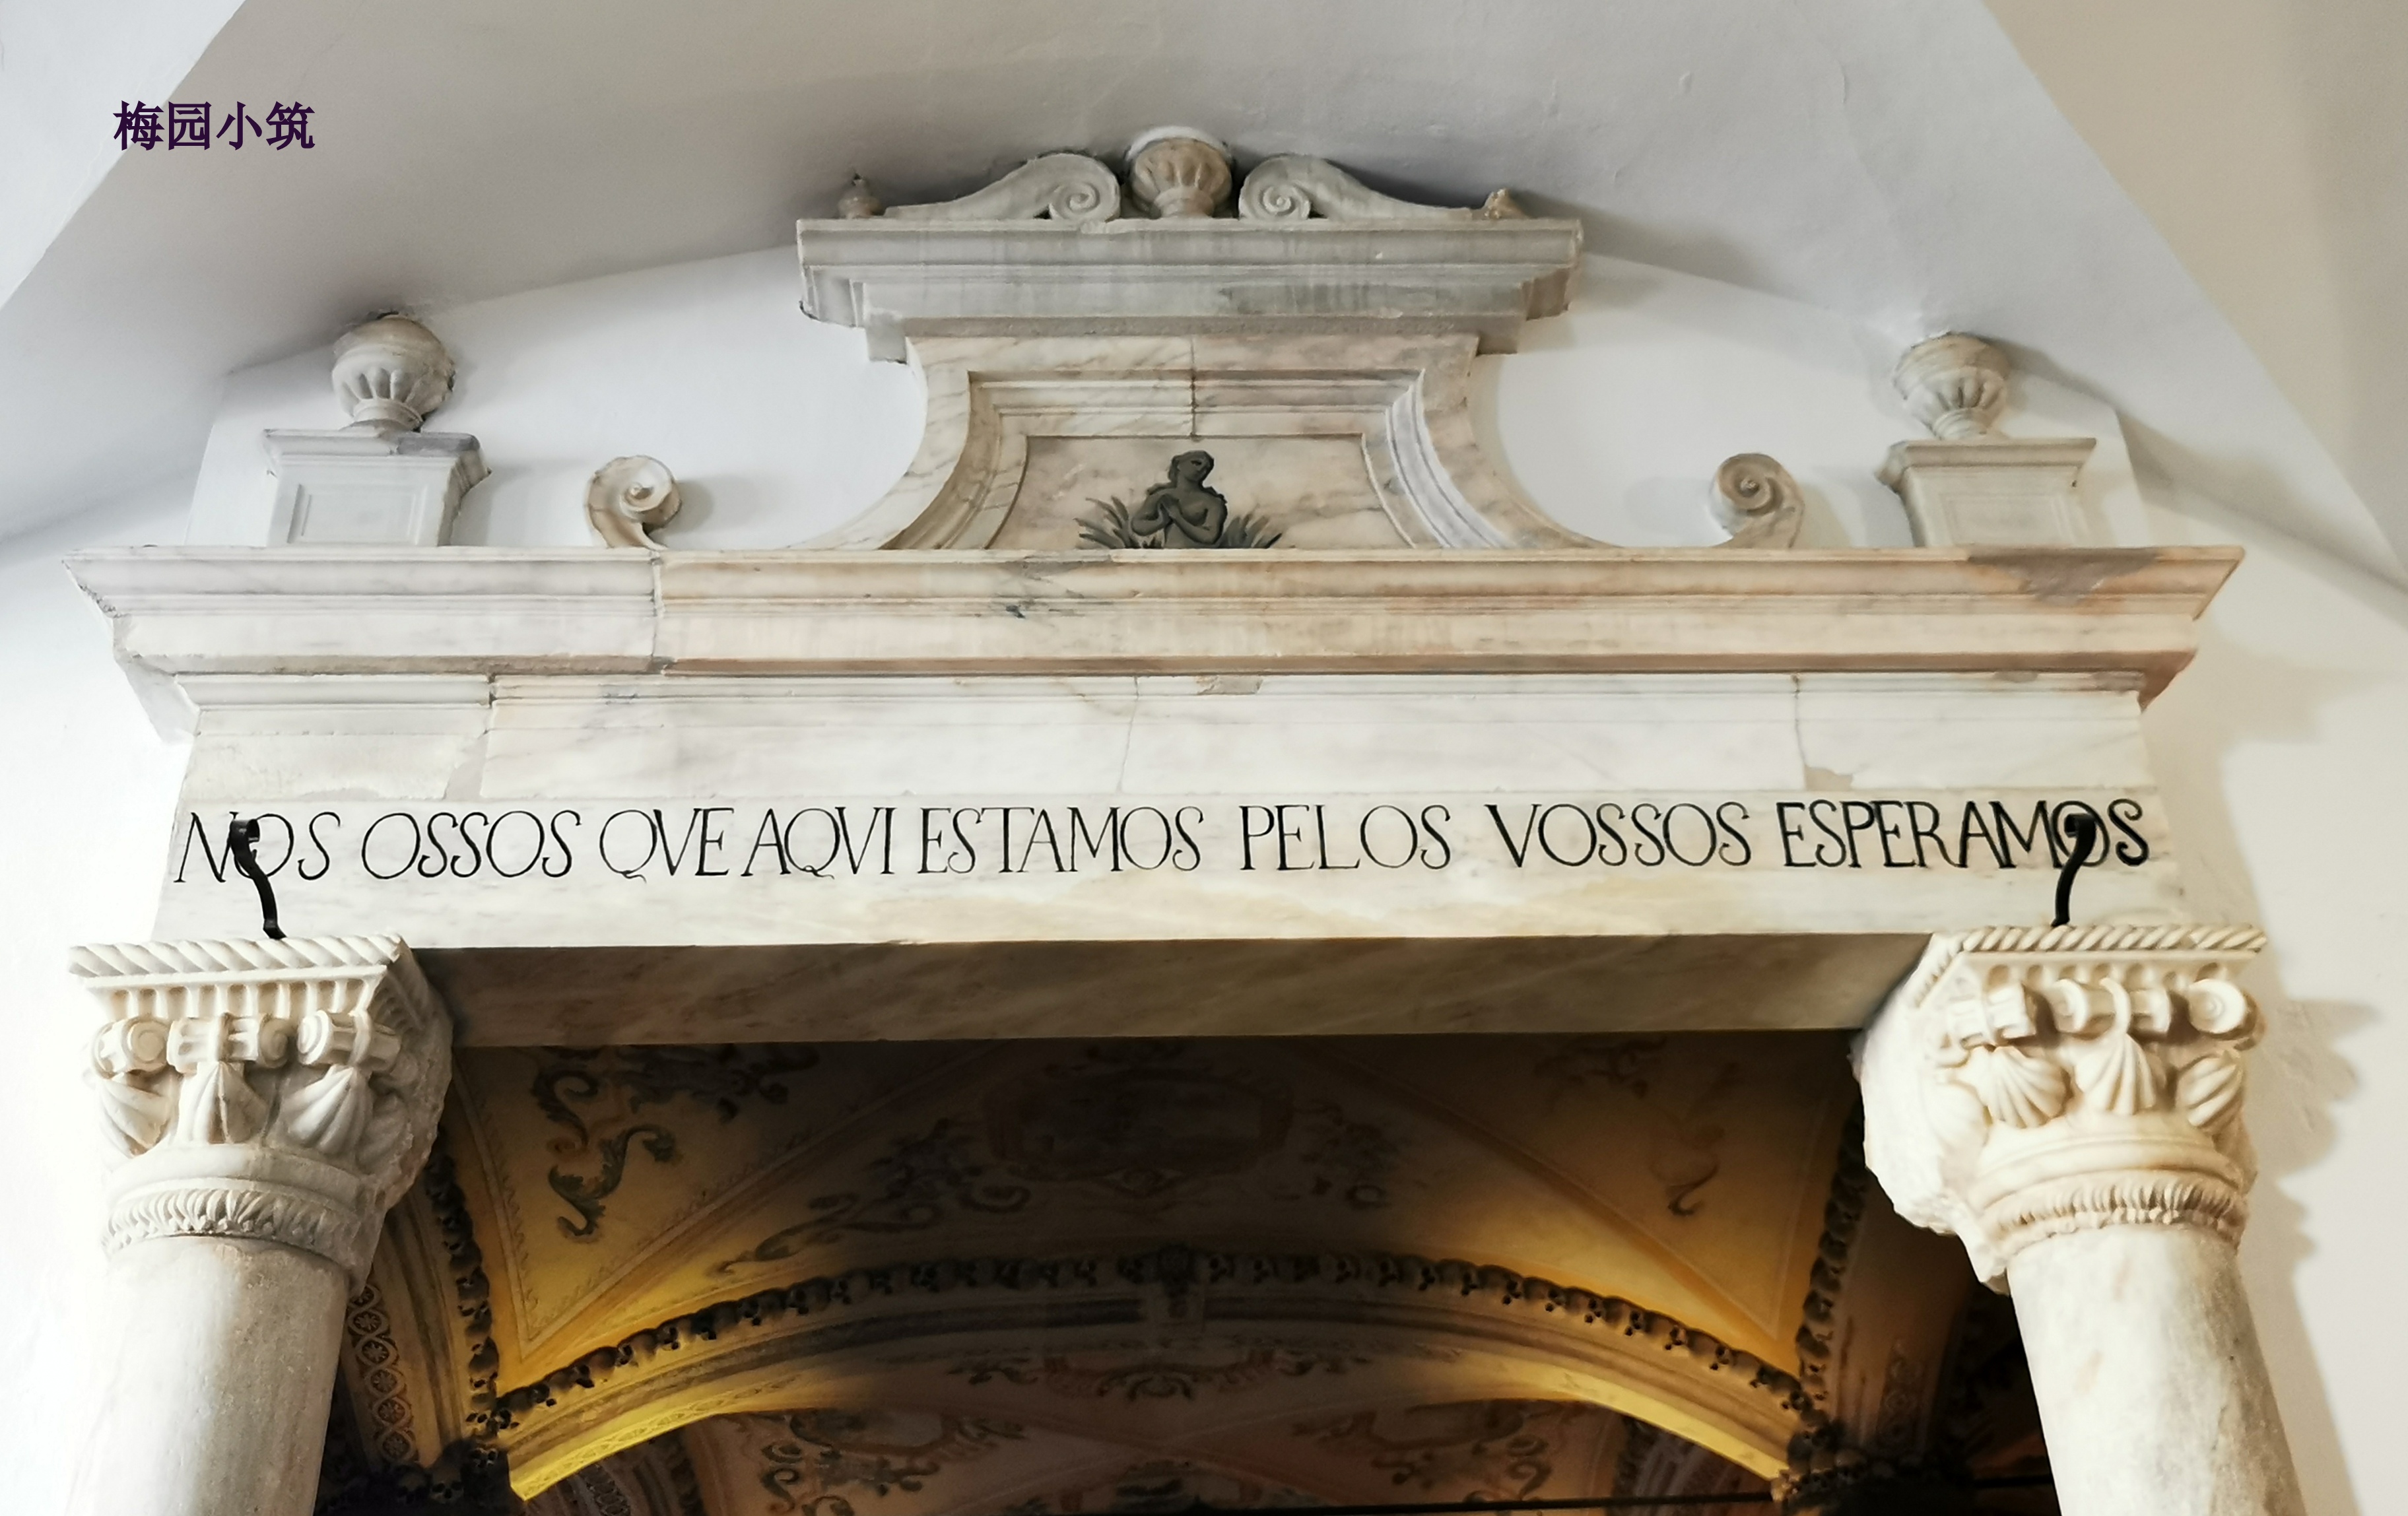 梅园小筑
NOS OSSOS QVE AQVI ESTAMOS PELOS VOSSOS ESPERAMOS